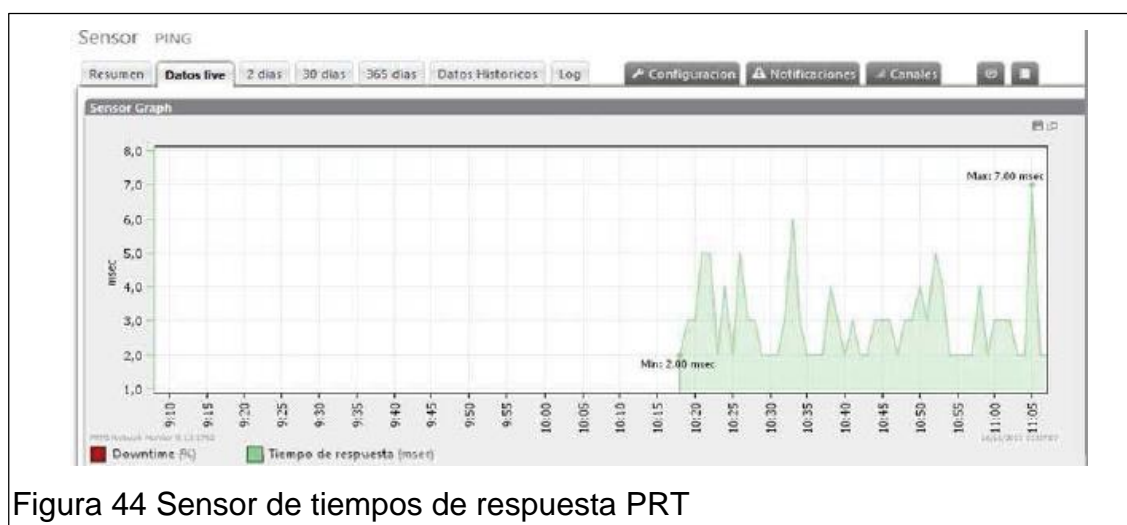 Sensor PING
Resumen Datos live 2 dias 30 dias 365 dias Datos Historicos Log Configuracion Notificaciones Canales
Sensor Graph
8,0
7,0
6,0
5,0
4,0
3,0
2,0
1,0
msec
Max: 7.00 msec
Min: 2.00 msec
9:10 9:15 9:20 9:25 9:30 9:35 9:40 9:45 9:50 9:55 10:00 10:05 10:10 10:15 10:20 10:25 10:30 10:35 10:40 10:45 10:50 10:55 11:00 11:05
PRTG Network Monitor
Downtime (%) Tiempo de respuesta (msec)
Figura 44 Sensor de tiempos de respuesta PRT